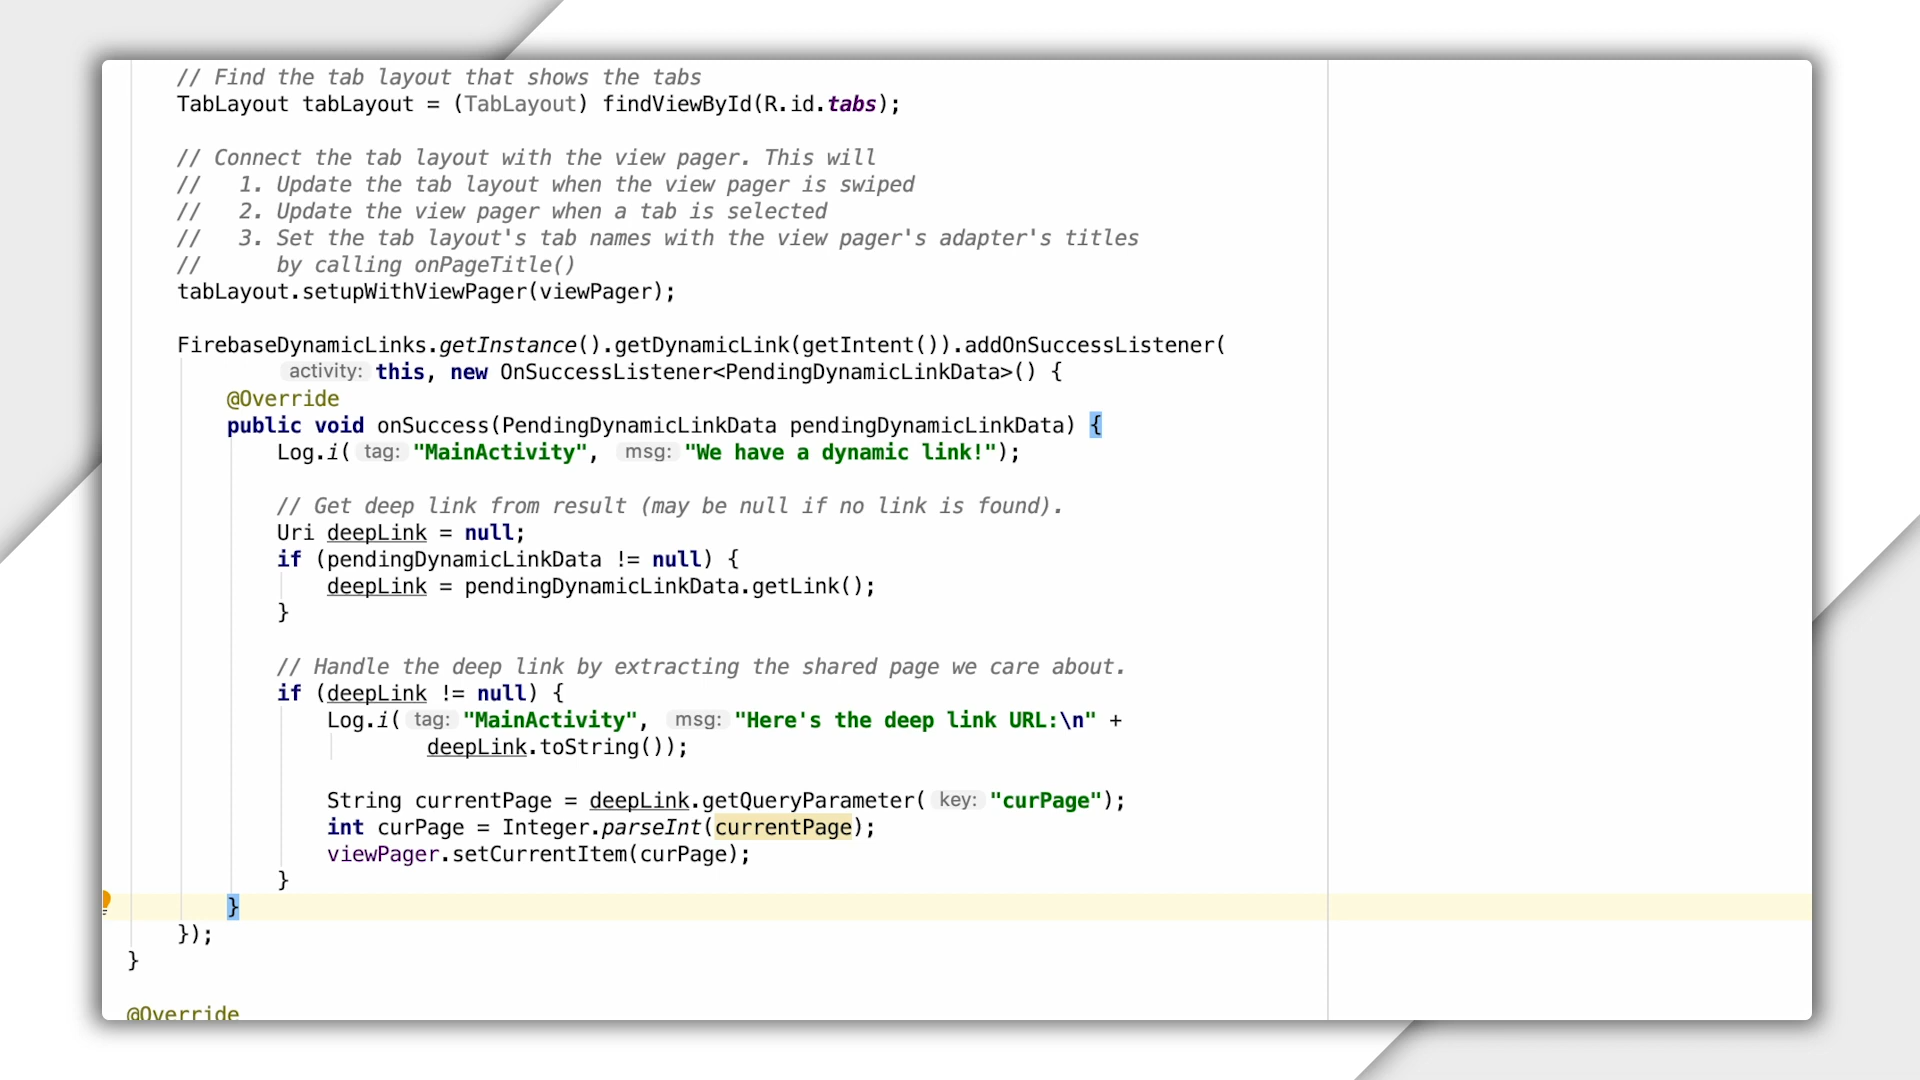 // Find the tab layout that shows the tabs
TabLayout tabLayout = (TabLayout) findViewById(R.id.tabs);
// Connect the tab layout with the view pager. This will
//   1. Update the tab layout when the view pager is swiped
//   2. Update the view pager when a tab is selected
//   3. Set the tab layout's tab names with the view pager's adapter's titles
//      by calling onPageTitle()
tabLayout.setupWithViewPager(viewPager);
FirebaseDynamicLinks.getInstance().getDynamicLink(getIntent()).addOnSuccessListener(
activity: this, new OnSuccessListener<PendingDynamicLinkData>() {
@Override
public void onSuccess(PendingDynamicLinkData pendingDynamicLinkData) {
Log.i( tag: "MainActivity", msg: "We have a dynamic link!");
// Get deep link from result (may be null if no link is found).
Uri deepLink = null;
if (pendingDynamicLinkData != null) {
deepLink = pendingDynamicLinkData.getLink();
}
// Handle the deep link by extracting the shared page we care about.
if (deepLink != null) {
Log.i( tag: "MainActivity", msg: "Here's the deep link URL:\n" +
deepLink.toString());
String currentPage = deepLink.getQueryParameter( key: "curPage");
int curPage = Integer.parseInt(currentPage);
viewPager.setCurrentItem(curPage);
}
}
});
}
@Override